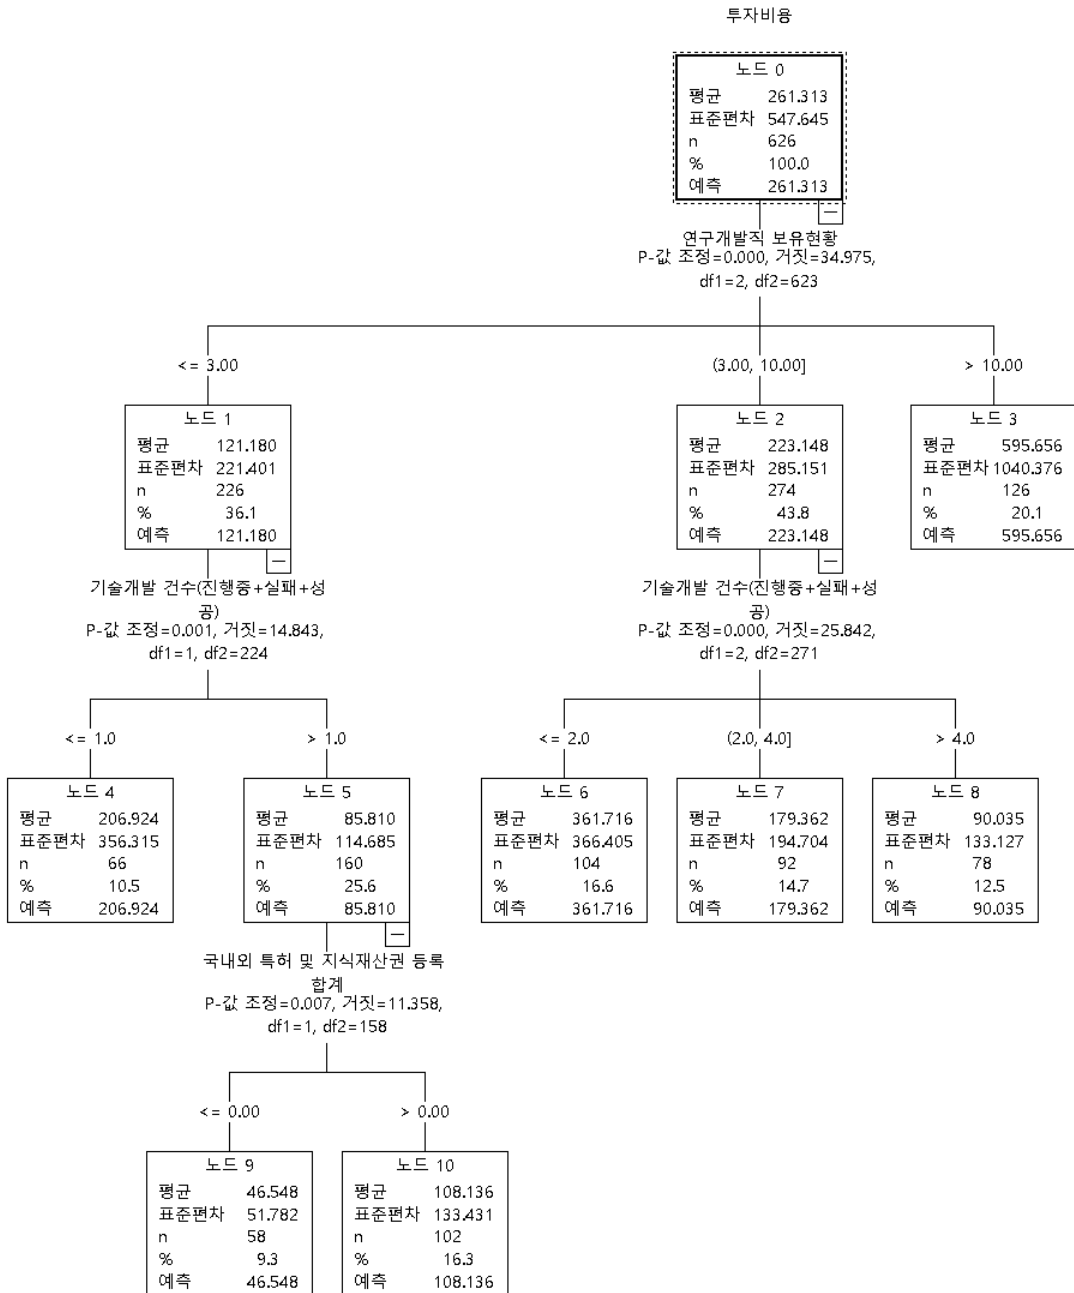 투자비용
노드 0
평균 261.313
표준편차 547.645
n 626
% 100.0
예측 261.313
연구개발직 보유현황
P-값 조정=0.000, 거짓=34.975,
df1=2, df2=623
<= 3.00
(3.00, 10.00]
> 10.00
노드 1
평균 121.180
표준편차 221.401
n 226
% 36.1
예측 121.180
노드 2
평균 223.148
표준편차 285.151
n 274
% 43.8
예측 223.148
노드 3
평균 595.656
표준편차 1040.376
n 126
% 20.1
예측 595.656
기술개발 건수(진행중+실패+성
공)
P-값 조정=0.001, 거짓=14.843,
df1=1, df2=224
기술개발 건수(진행중+실패+성
공)
P-값 조정=0.000, 거짓=25.842,
df1=2, df2=271
<= 1.0
> 1.0
<= 2.0
(2.0, 4.0]
> 4.0
노드 4
평균 206.924
표준편차 356.315
n 66
% 10.5
예측 206.924
노드 5
평균 85.810
표준편차 114.685
n 160
% 25.6
예측 85.810
노드 6
평균 361.716
표준편차 366.405
n 104
% 16.6
예측 361.716
노드 7
평균 179.362
표준편차 194.704
n 92
% 14.7
예측 179.362
노드 8
평균 90.035
표준편차 133.127
n 78
% 12.5
예측 90.035
국내외 특허 및 지식재산권 등록
합계
P-값 조정=0.007, 거짓=11.358,
df1=1, df2=158
<= 0.00
> 0.00
노드 9
평균 46.548
표준편차 51.782
n 58
% 9.3
예측 46.548
노드 10
평균 108.136
표준편차 133.431
n 102
% 16.3
예측 108.136